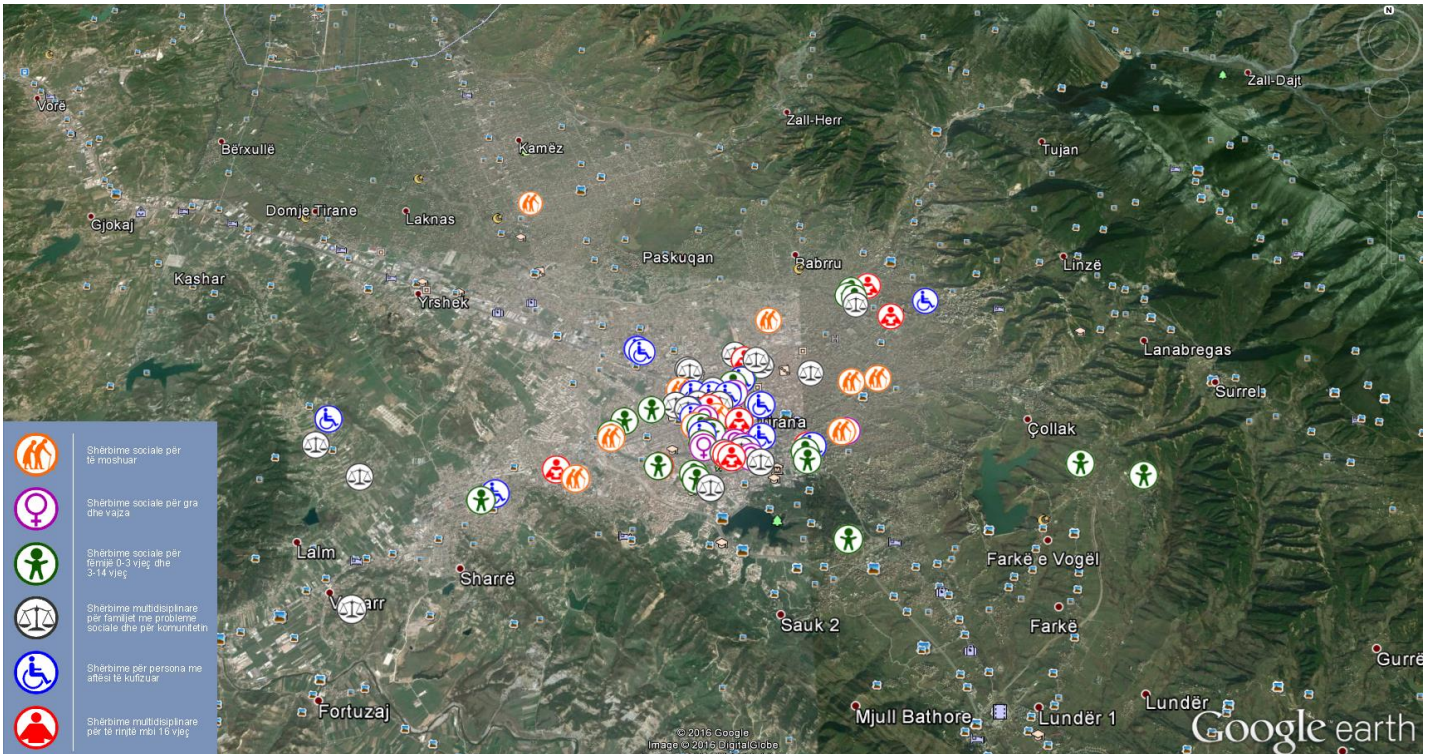 N
Vorë
Zall-Dajt
Zall-Herr
Bërxullë
Kamëz
Tujan
Domje Tirane
Laknas
Gjokaj
Paskuqan
Babrru
Linzë
Kashar
Yrshek
Lanabregas
Surrel
Tirana
Çollak
Lalm
Sharrë
Farkë e Vogël
Farkë
Sauk 2
Gurrë
Fortuzaj
Mjull Bathore
Lundër 1
Lundër
Shërbime sociale për
të moshuar
Shërbime sociale për gra
dhe vajza
Shërbime sociale për
fëmijë 0-3 vjeç dhe
3-14 vjeç
Shërbime multidisiplinare
për familjet me probleme
sociale dhe për komunitetin
Shërbime për persona me
aftësi të kufizuar
Shërbime multidisiplinare
për të rinjtë mbi 16 vjeç
© 2016 Google
Image © 2016 DigitalGlobe
Google earth